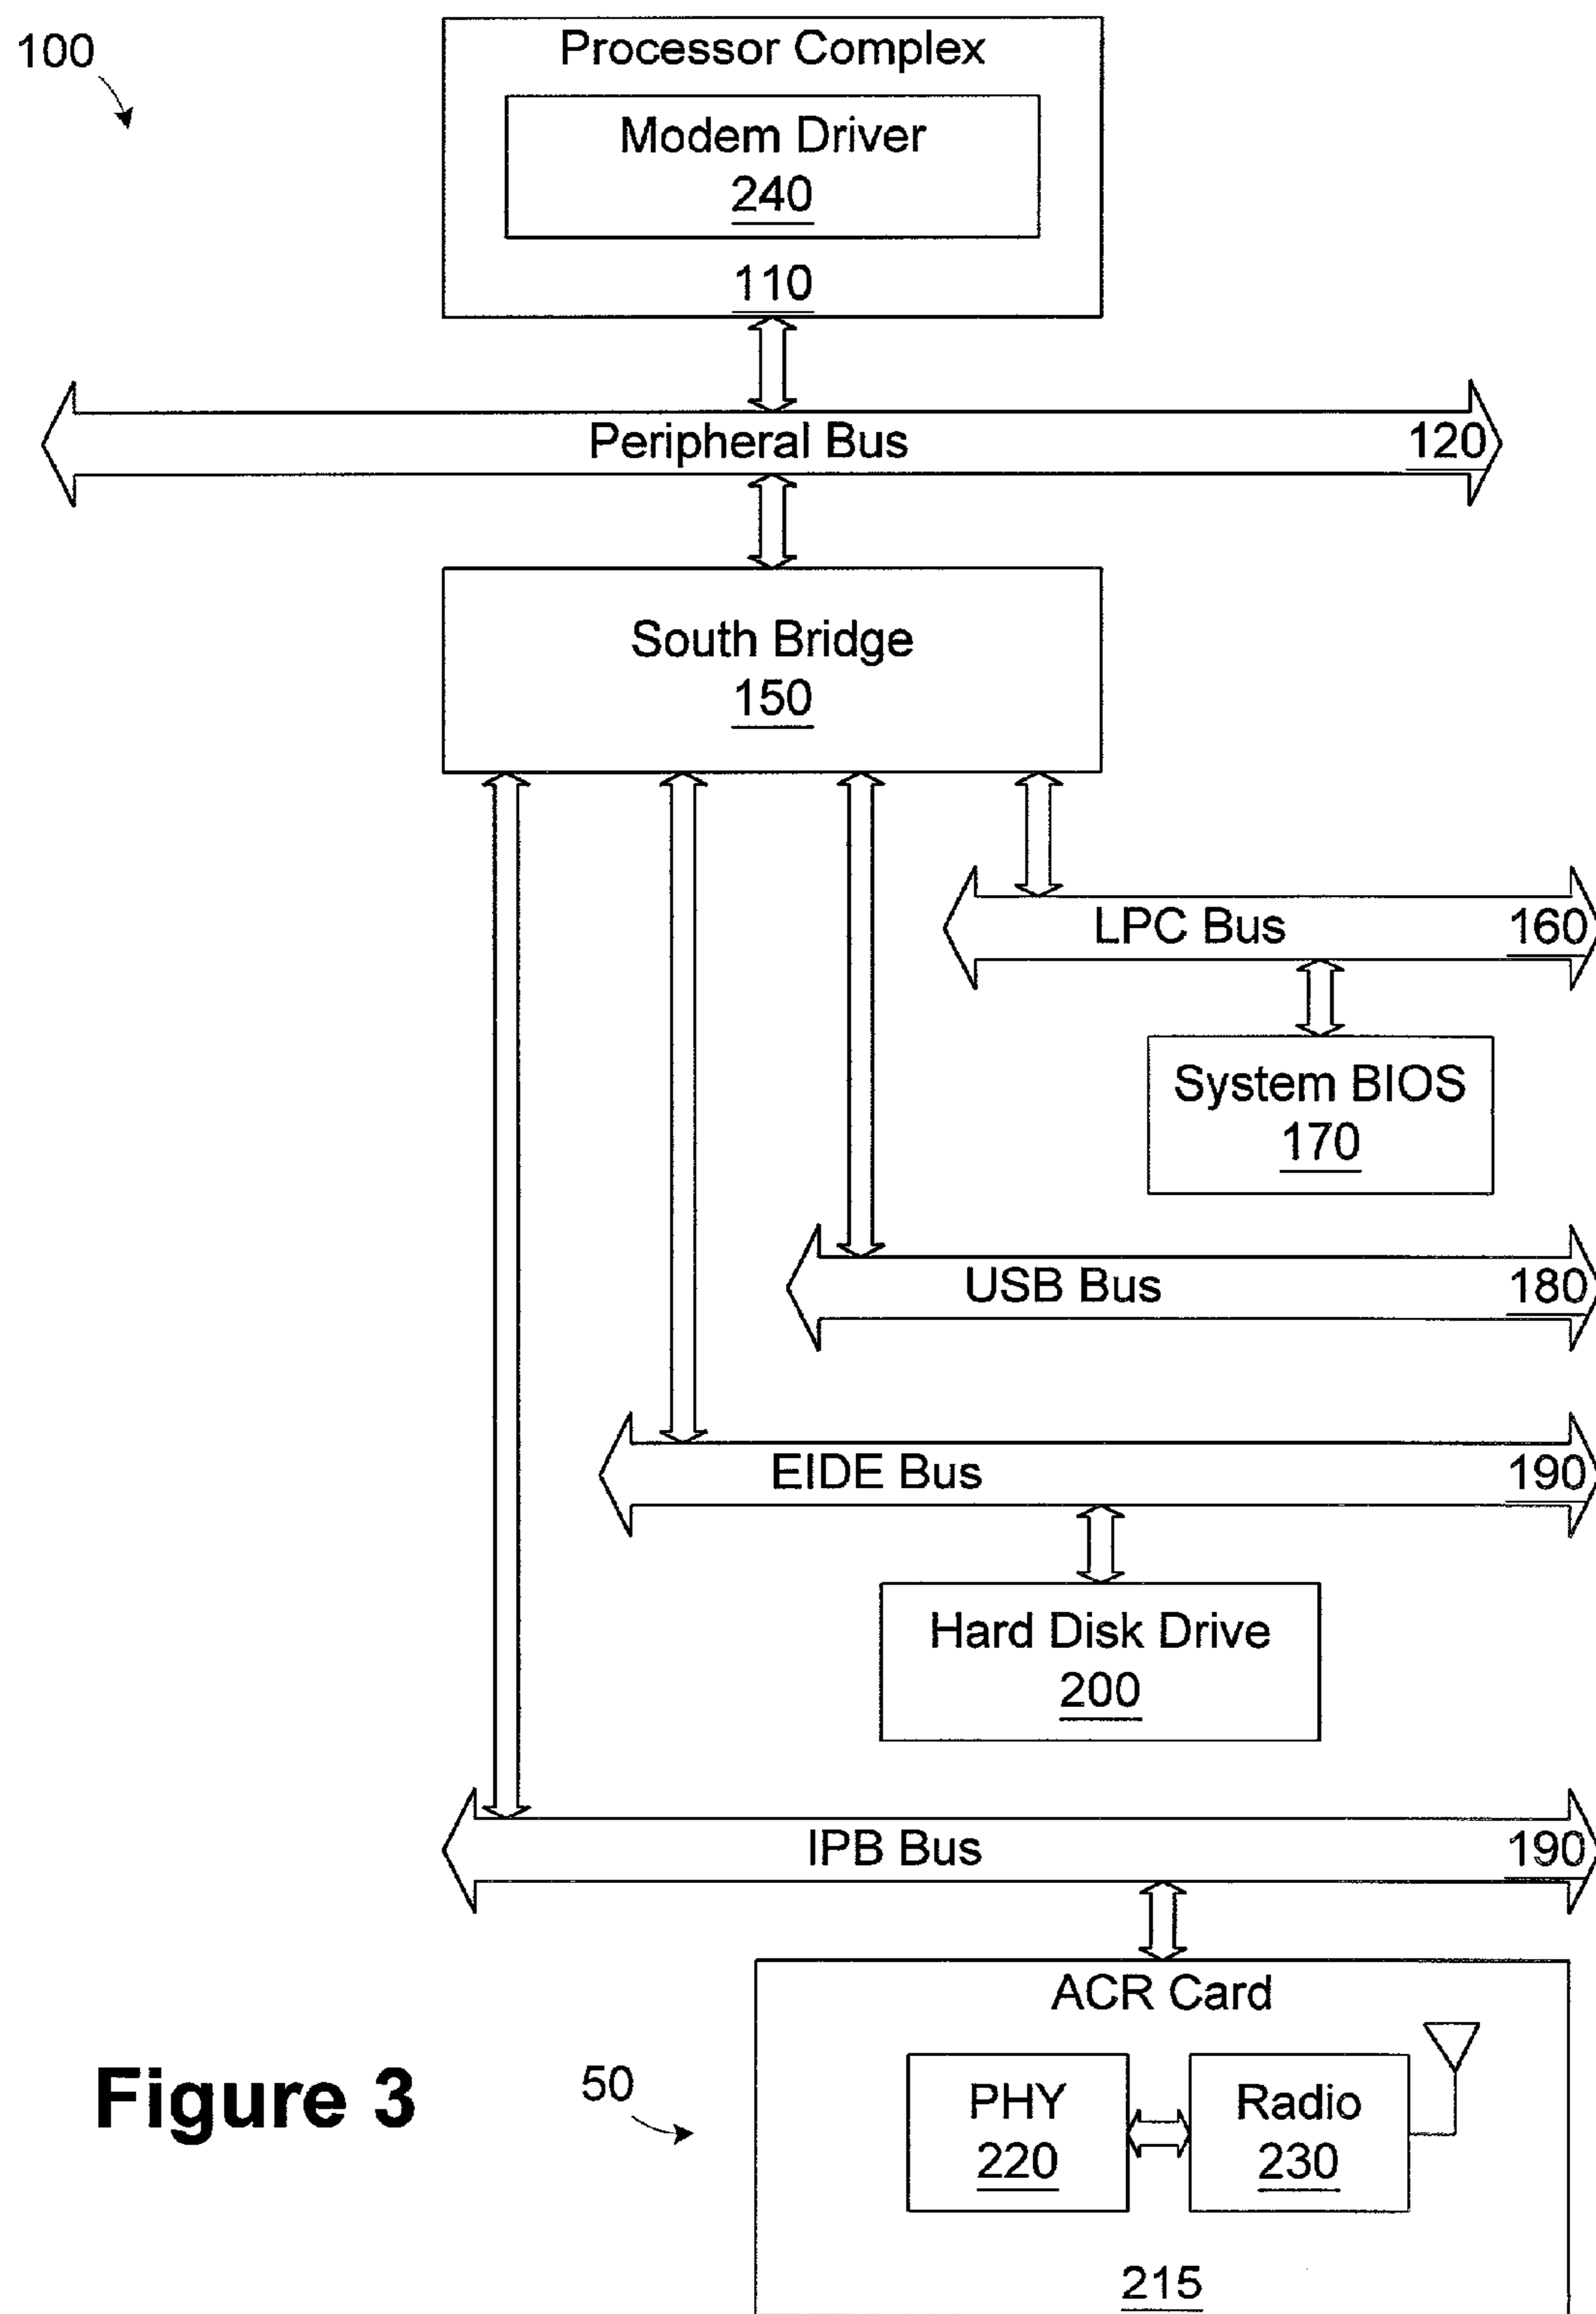 100
Processor Complex
Modem Driver
240
110
Peripheral Bus 120
South Bridge
150
LPC Bus 160
System BIOS
170
USB Bus 180
EIDE Bus 190
Hard Disk Drive
200
IPB Bus 190
ACR Card
Figure 3
50
PHY
220
Radio
230
215